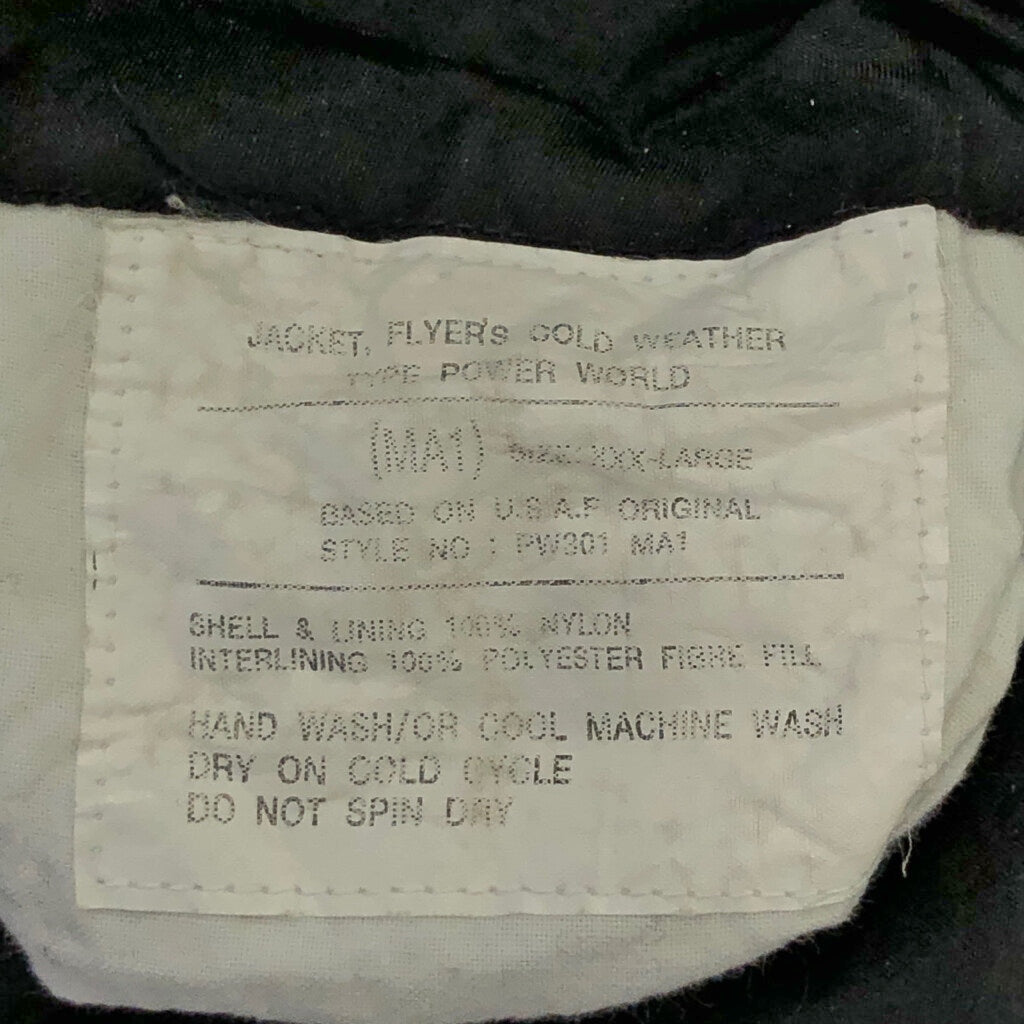 JACKET, FLYER'S COLD WEATHER
TYPE POWER WORLD
(MA1) SIZE: XXX-LARGE
BASED ON U.S.A.F ORIGINAL
STYLE NO : PW301 MA1
SHELL & LINING 100% NYLON
INTERLINING 100% POLYESTER FIBRE FILL
HAND WASH/OR COOL MACHINE WASH
DRY ON COLD CYCLE
DO NOT SPIN DRY